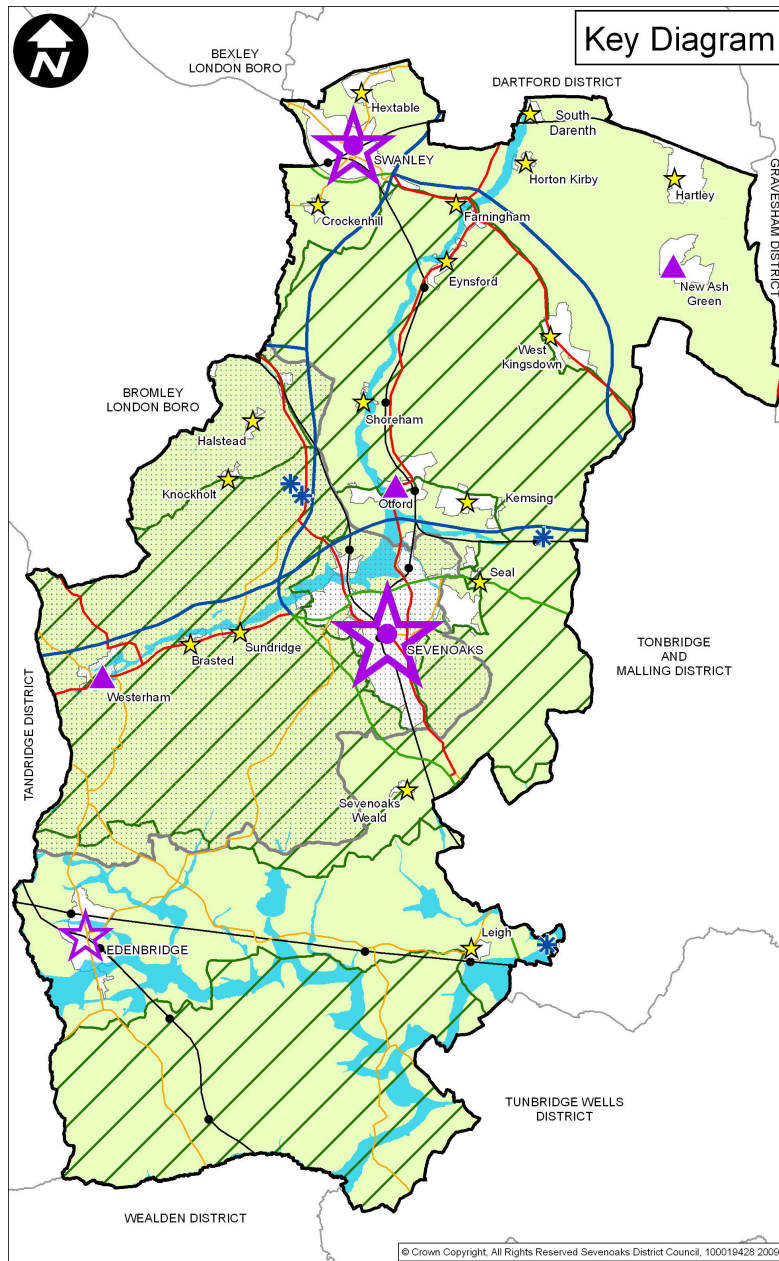 Key Diagram
N
BEXLEY
LONDON BORO
DARTFORD DISTRICT
Hextable
South
Darenth
SWANLEY
Horton Kirby
Hartley
GRAVESHAM DISTRICT
Crockenhill
Farningham
Eynsford
New Ash
Green
West
Kingsdown
BROMLEY
LONDON BORO
Shoreham
Halstead
Knockholt
Otford
Kemsing
Seal
Sundridge
Brasted
SEVENOAKS
TONBRIDGE
AND
MALLING DISTRICT
Westerham
TANDRIDGE DISTRICT
Sevenoaks
Weald
Leigh
EDENBRIDGE
TUNBRIDGE WELLS
DISTRICT
WEALDEN DISTRICT
© Crown Copyright, All Rights Reserved Sevenoaks District Council, 100019428 2009